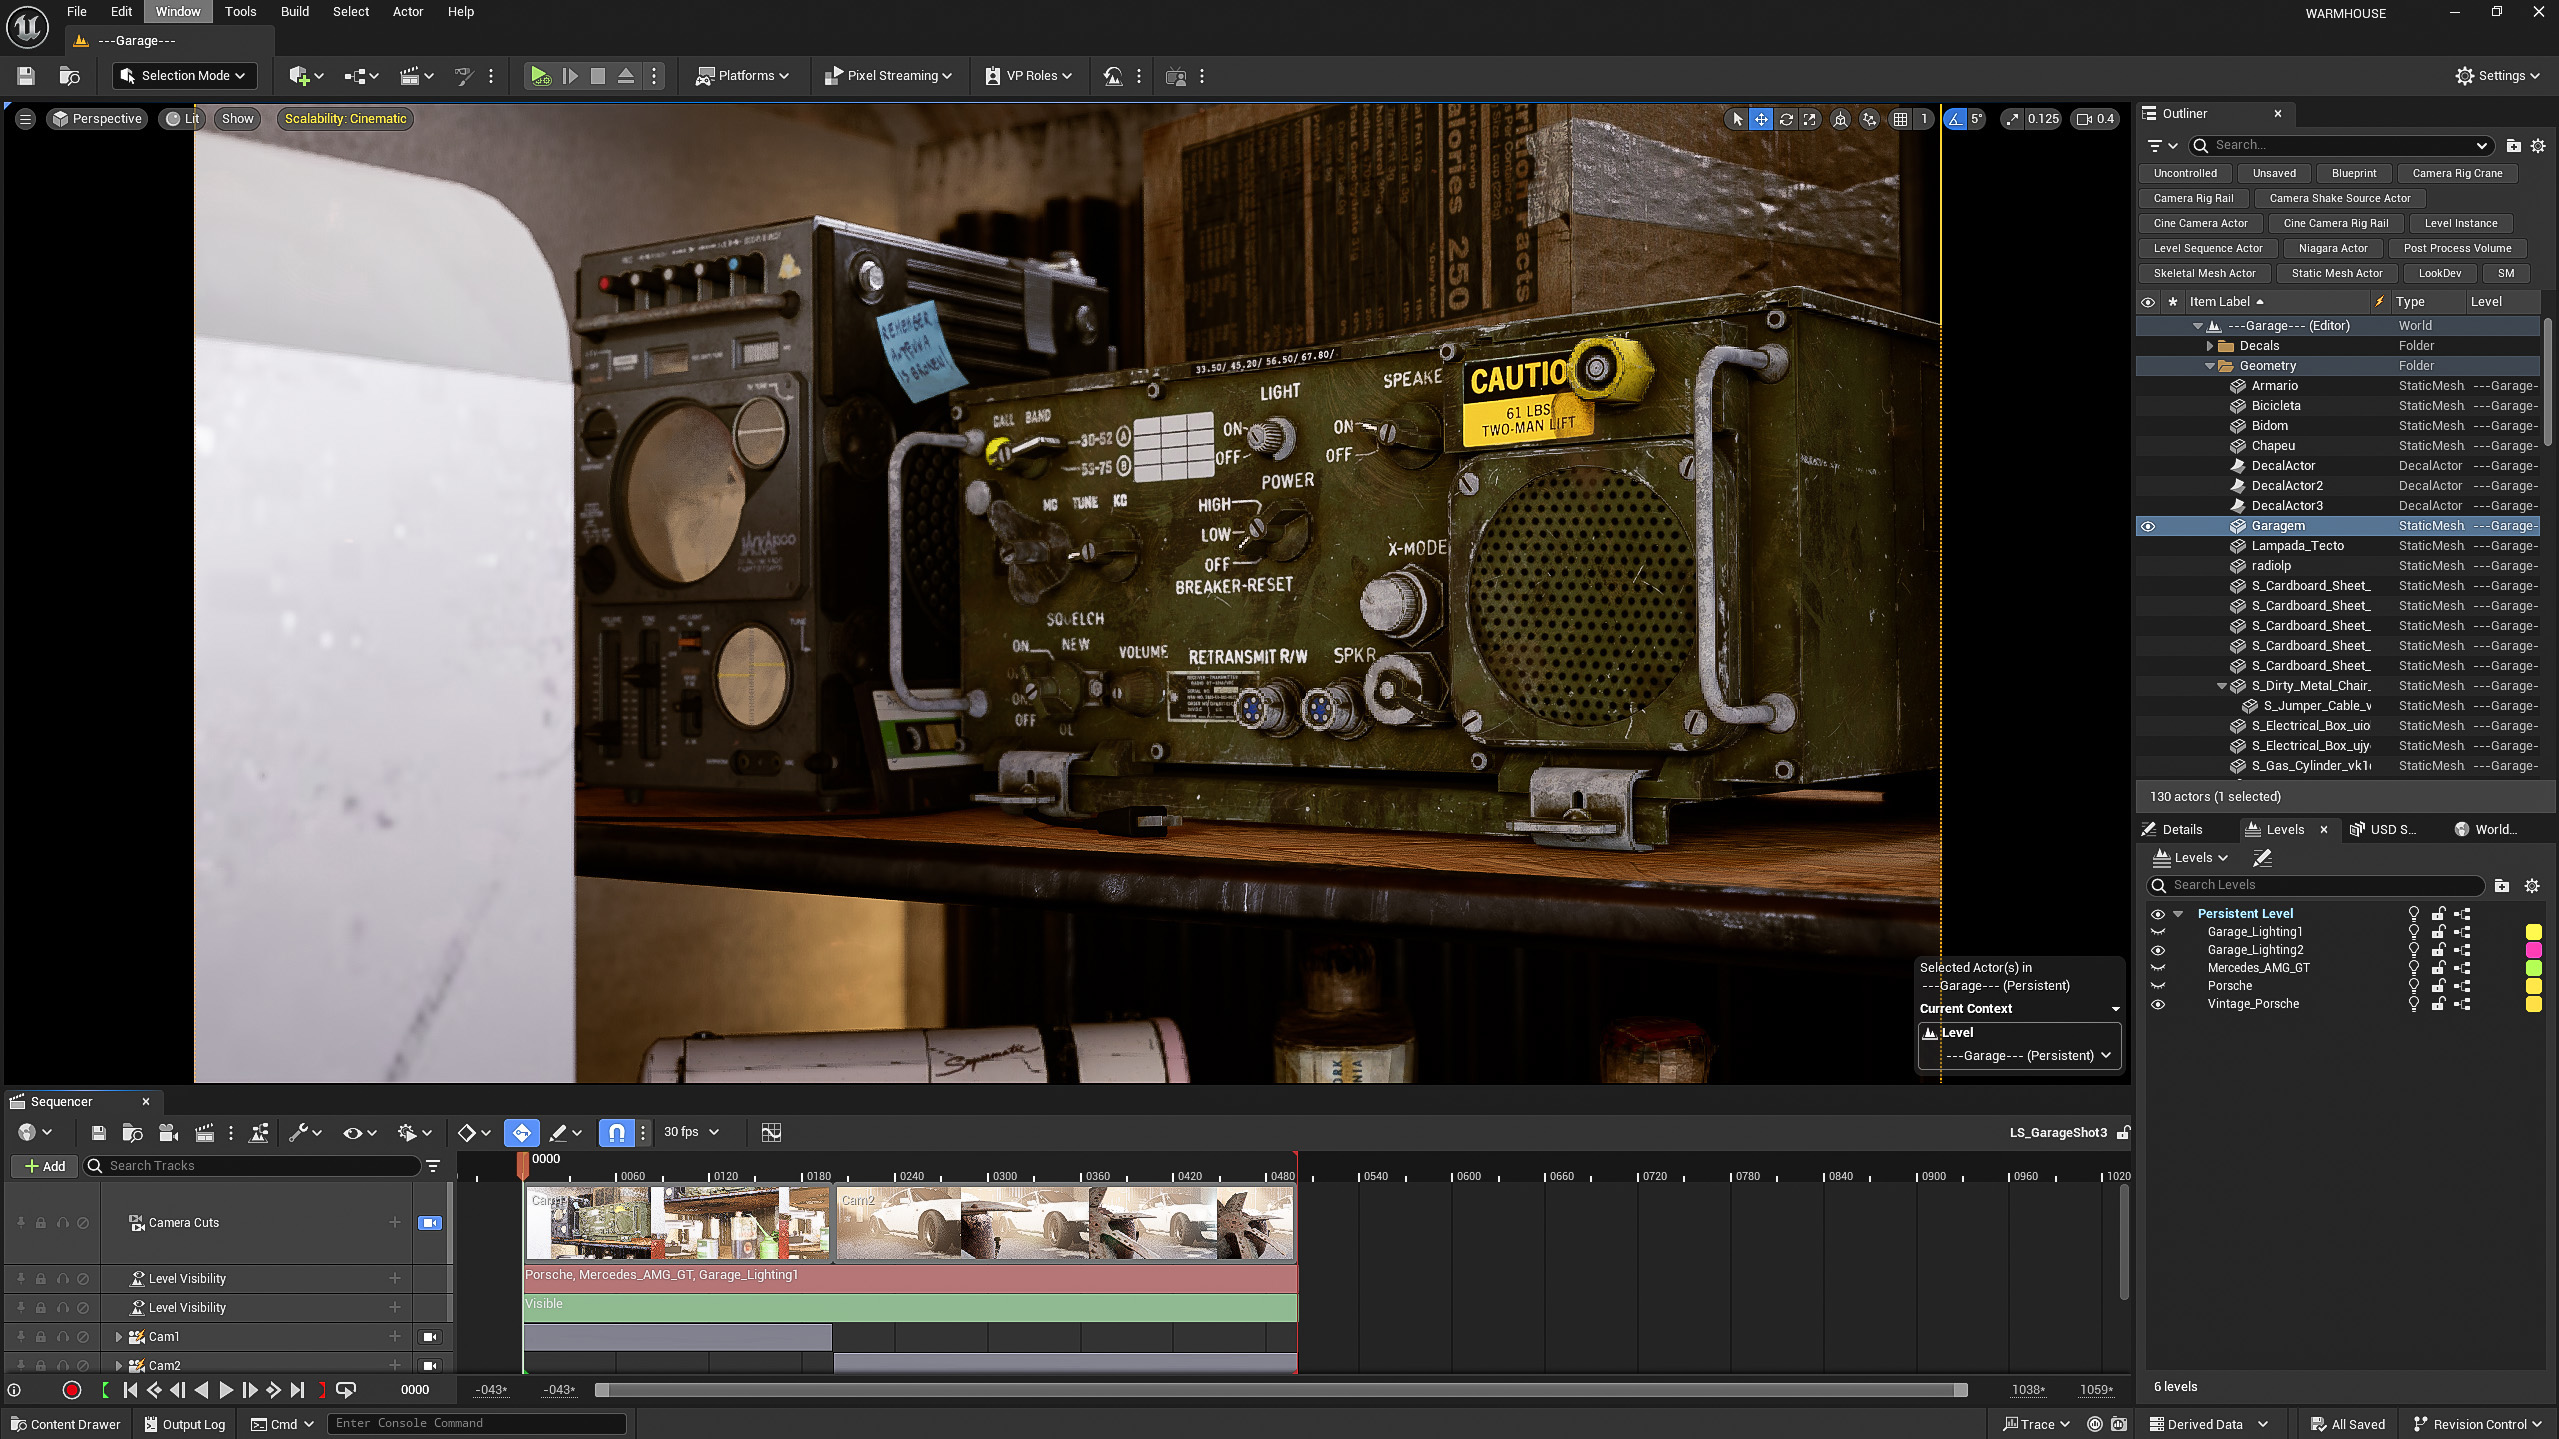 File Edit Window Tools Build Select Actor Help
WARMHOUSE
---Garage---
Selection Mode
Platforms
Pixel Streaming
VP Roles
Settings
Perspective
Lit
Show
Scalability: Cinematic
1
5°
0.125
0.4
250
acts
REMEMBER
ANTENNA
IS BROKEN!
33.50/ 45.20/ 56.50/ 67.80/
LIGHT
SPEAKE
CAUTIO
61 LBS
TWO-MAN LIFT
CALL BAND
30-52 A
53-75 B
ON
OFF
ON
OFF
POWER
MC TUNE KC
HIGH
LOW
OFF
BREAKER-RESET
X-MODE
SQUELCH
ON NEW
VOLUME
RETRANSMIT R/W
SPKR
ON
OFF
Supermatic
Selected Actor(s) in
---Garage--- (Persistent)
Current Context
Level
---Garage--- (Persistent)
Outliner
Search...
Uncontrolled Unsaved Blueprint Camera Rig Crane
Camera Rig Rail Camera Shake Source Actor
Cine Camera Actor Cine Camera Rig Rail Level Instance
Level Sequence Actor Niagara Actor Post Process Volume
Skeletal Mesh Actor Static Mesh Actor LookDev SM
Item Label Type Level
---Garage--- (Editor) World
Decals Folder
Geometry Folder
Armario StaticMesh ---Garage-
Bicicleta StaticMesh ---Garage-
Bidom StaticMesh ---Garage-
Chapeu StaticMesh ---Garage-
DecalActor DecalActor ---Garage-
DecalActor2 DecalActor ---Garage-
DecalActor3 DecalActor ---Garage-
Garagem StaticMesh ---Garage-
Lampada_Tecto StaticMesh ---Garage-
radiolp StaticMesh ---Garage-
S_Cardboard_Sheet_ StaticMesh ---Garage-
S_Cardboard_Sheet_ StaticMesh ---Garage-
S_Cardboard_Sheet_ StaticMesh ---Garage-
S_Cardboard_Sheet_ StaticMesh ---Garage-
S_Cardboard_Sheet_ StaticMesh ---Garage-
S_Dirty_Metal_Chair_ StaticMesh ---Garage-
S_Jumper_Cable_v StaticMesh ---Garage-
S_Electrical_Box_uio StaticMesh ---Garage-
S_Electrical_Box_ujy StaticMesh ---Garage-
S_Gas_Cylinder_vk1 StaticMesh ---Garage-
130 actors (1 selected)
Details Levels USD S... World...
Levels
Search Levels
Persistent Level
Garage_Lighting1
Garage_Lighting2
Mercedes_AMG_GT
Porsche
Vintage_Porsche
6 levels
Sequencer
30 fps
LS_GarageShot3
Add
Search Tracks
0000
0060 0120 0180 0240 0300 0360 0420 0480 0540 0600 0660 0720 0780 0840 0900 0960 1020
Camera Cuts
Cam2
Level Visibility
Porsche, Mercedes_AMG_GT, Garage_Lighting1
Level Visibility
Visible
Cam1
Cam2
0000
-043* -043* 1038* 1059*
Content Drawer Output Log Cmd Enter Console Command
Trace Derived Data All Saved Revision Control